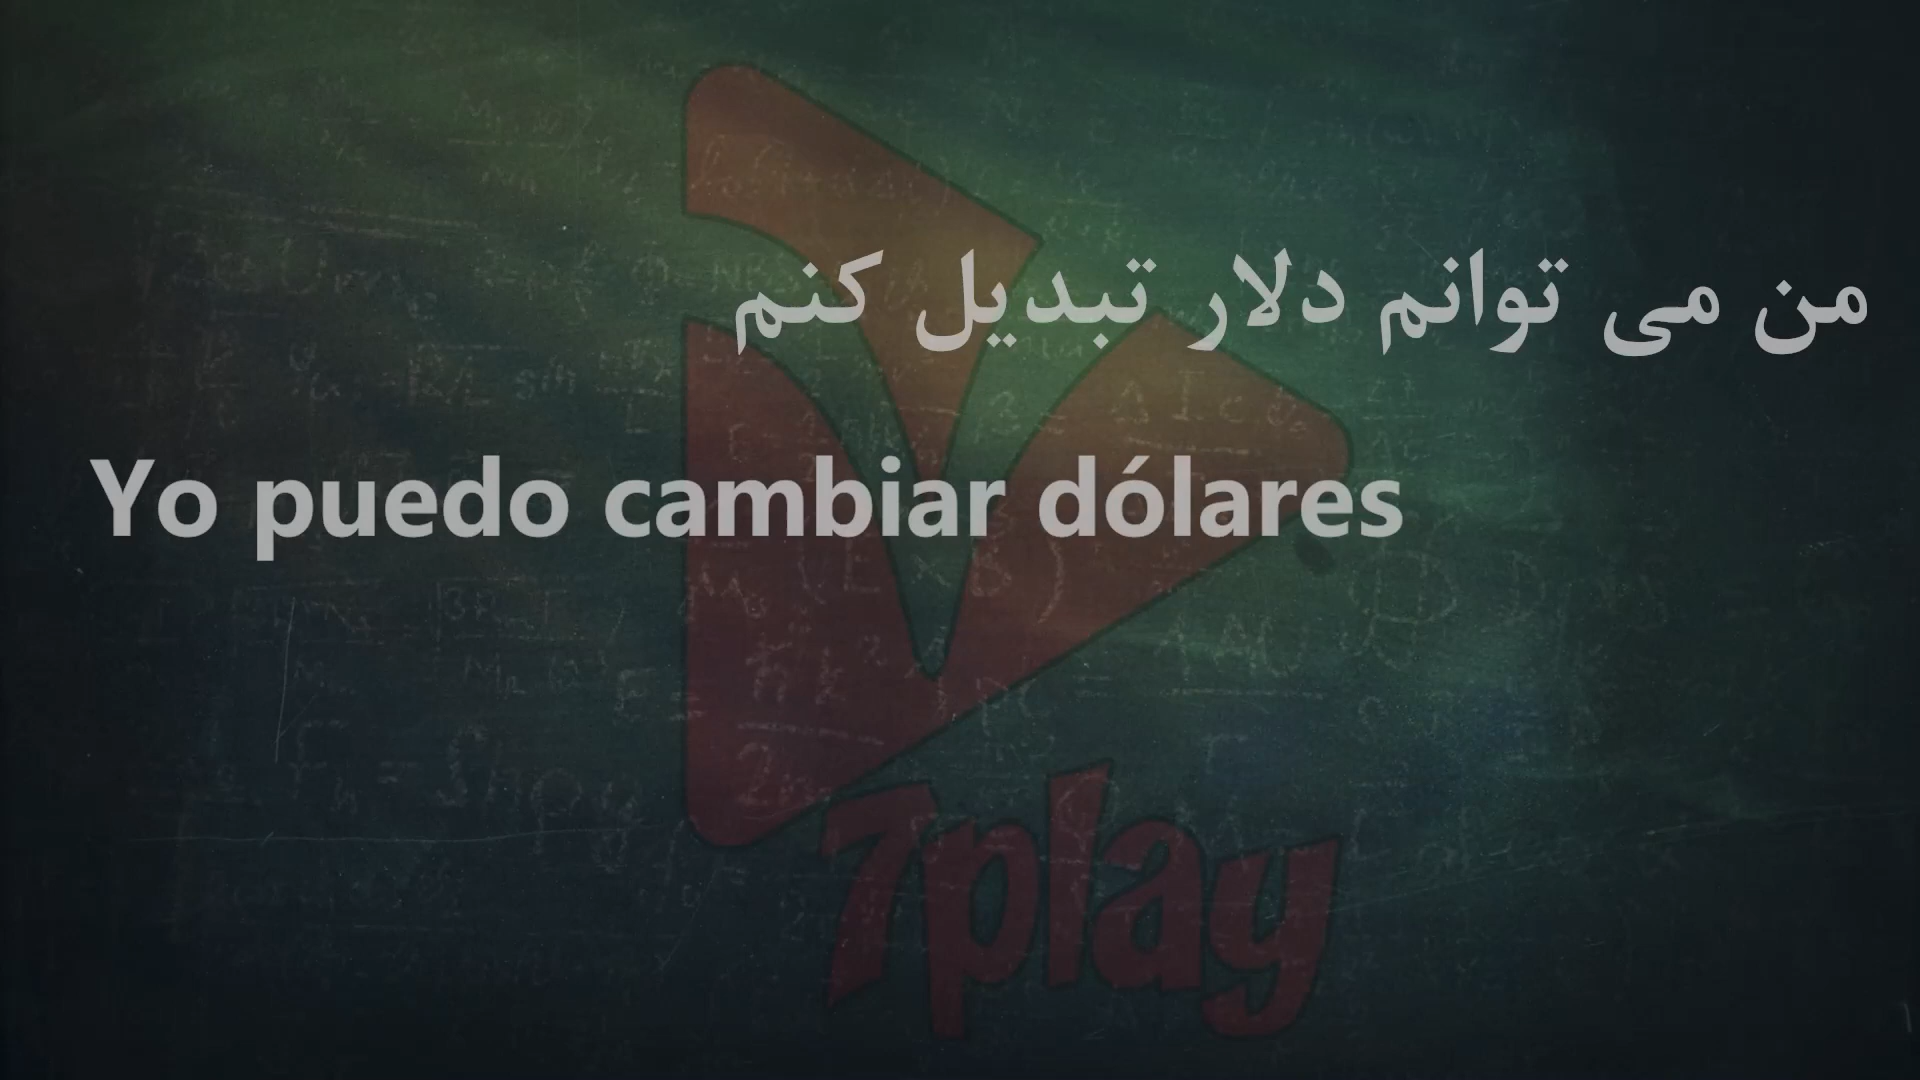 من می توانم دلار تبدیل کنم
Yo puedo cambiar dólares
7play